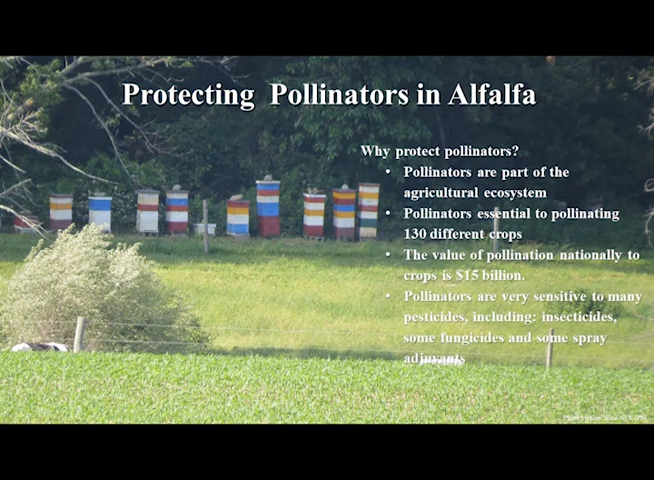 Protecting Pollinators in Alfalfa
Why protect pollinators?
• Pollinators are part of the
agricultural ecosystem
• Pollinators essential to pollinating
130 different crops
• The value of pollination nationally to
crops is $15 billion.
• Pollinators are very sensitive to many
pesticides, including: insecticides,
some fungicides and some spray
adjuvants
Photo by